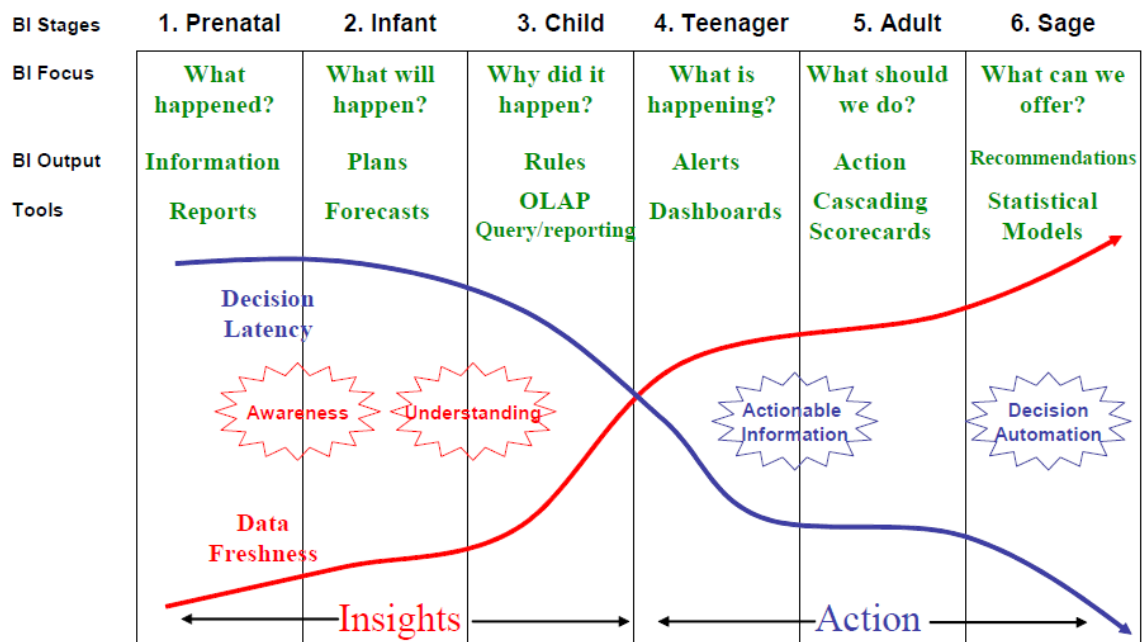 BI Stages 1. Prenatal 2. Infant 3. Child 4. Teenager 5. Adult 6. Sage
BI Focus What What will Why did it What is What should What can we
happened? happen? happen? happening? we do? offer?
BI Output Information Plans Rules Alerts Action Recommendations
Tools Reports Forecasts OLAP Dashboards Cascading Statistical
Query/reporting Scorecards Models
Decision
Latency
Awareness Understanding Actionable Decision
Information Automation
Data
Freshness
Insights Action